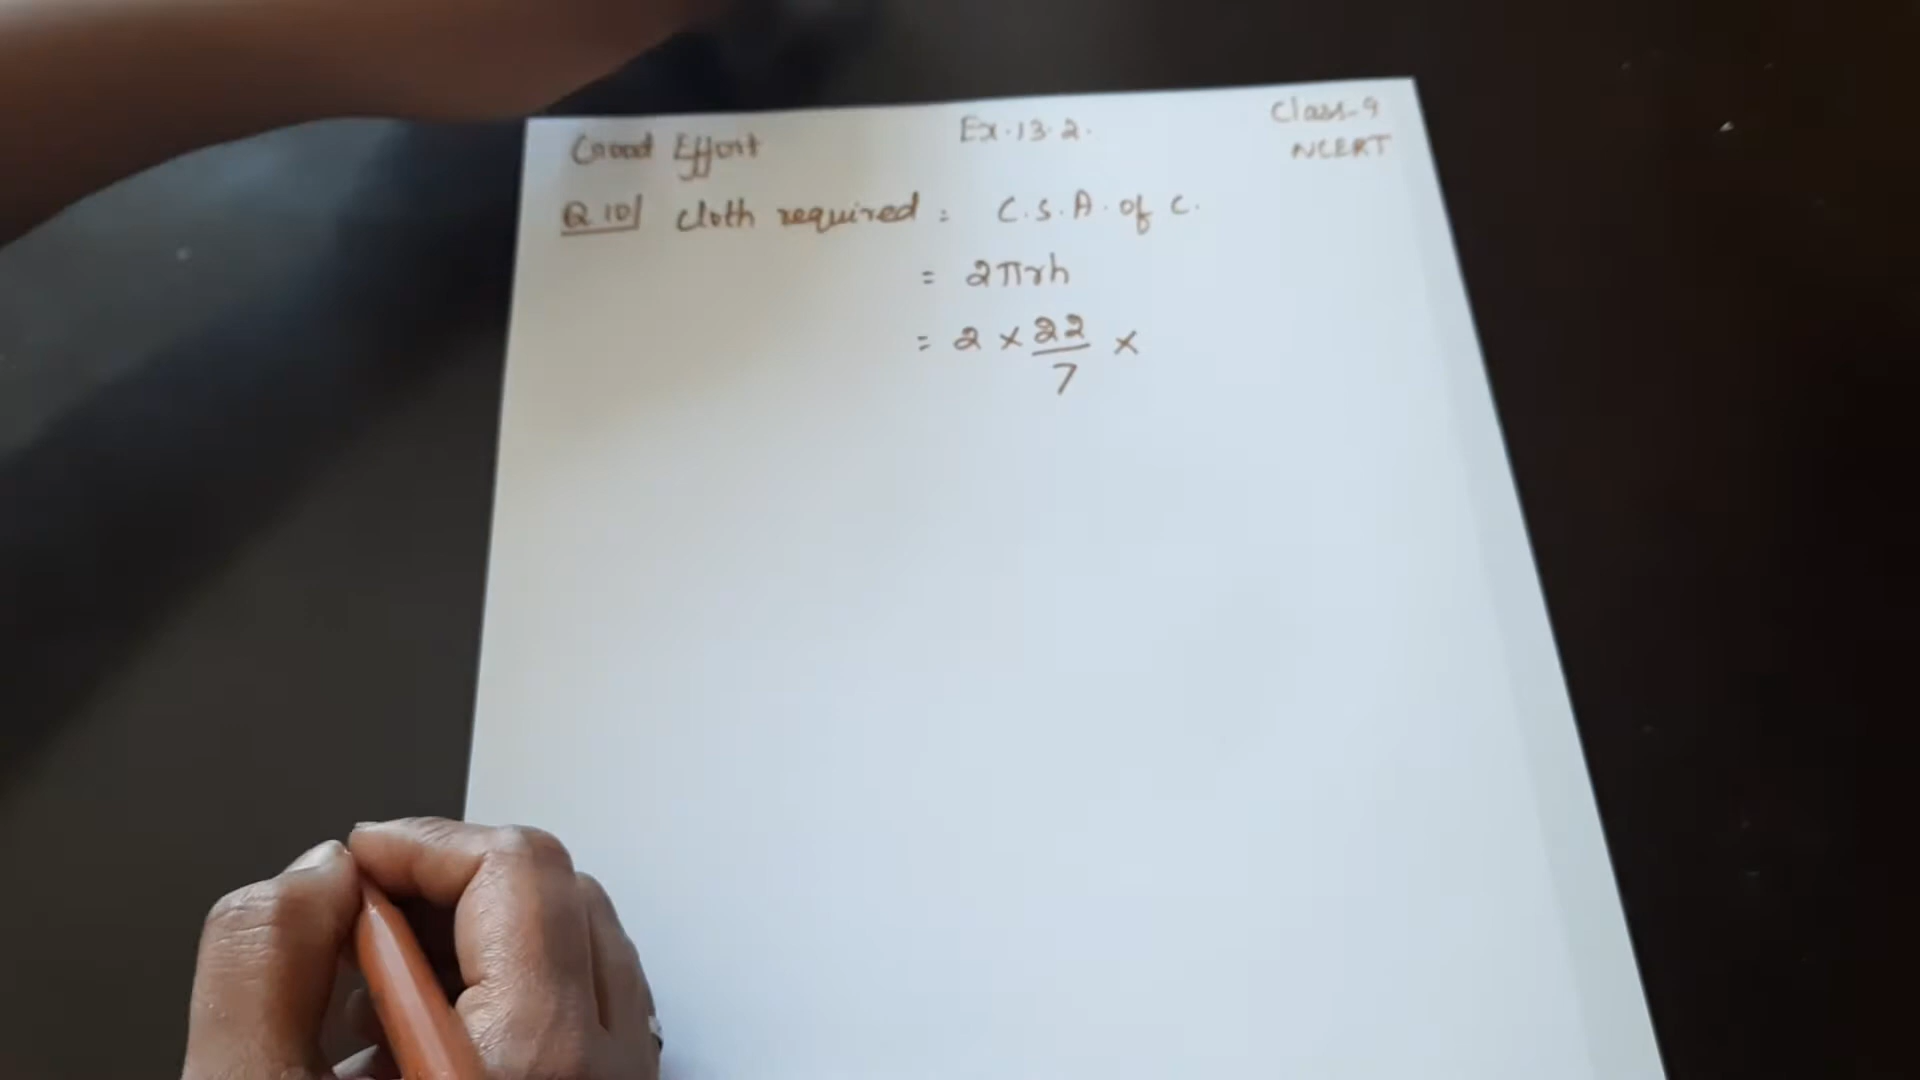 Good Effort Ex. 13.2. Class-9
NCERT
Q.10/ cloth required = C.S.A. of c.
= 2πrh
= 2 × 22/7 ×